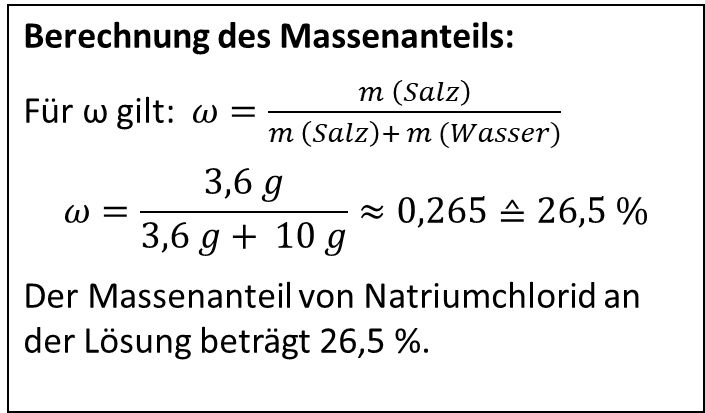 Berechnung des Massenanteils:
Für ω gilt: ω = m (Salz) / m (Salz)+ m (Wasser)
ω = 3,6 g / 3,6 g + 10 g ≈ 0,265 ≙ 26,5 %
Der Massenanteil von Natriumchlorid an
der Lösung beträgt 26,5 %.